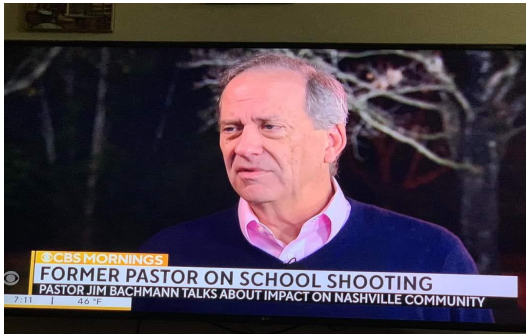 CBS MORNINGS
FORMER PASTOR ON SCHOOL SHOOTING
PASTOR JIM BACHMANN TALKS ABOUT IMPACT ON NASHVILLE COMMUNITY
7:11 | 46 °F